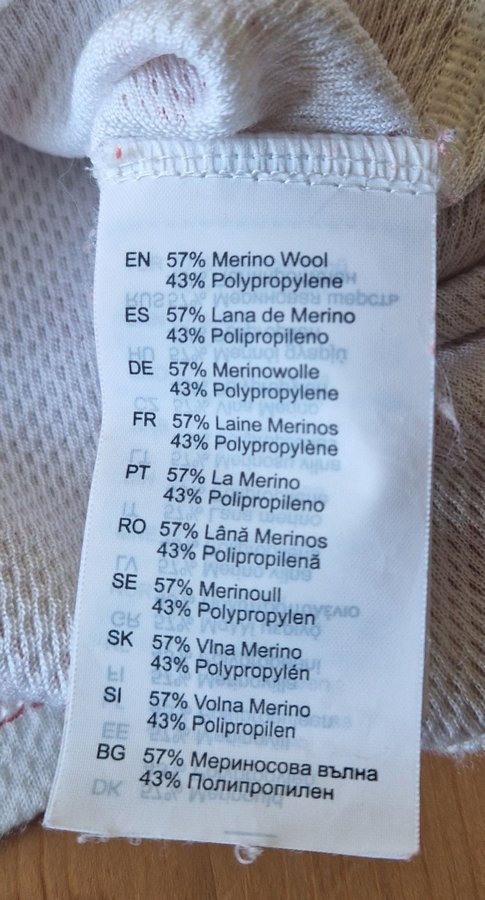 EN 57% Merino Wool
43% Polypropylene
ES 57% Lana de Merino
43% Polipropileno
DE 57% Merinowolle
43% Polypropylene
FR 57% Laine Merinos
43% Polypropylène
PT 57% La Merino
43% Polipropileno
RO 57% Lână Merinos
43% Polipropilenă
SE 57% Merinoull
43% Polypropylen
SK 57% Vlna Merino
43% Polypropylén
SI 57% Volna Merino
43% Polipropilen
BG 57% Мериносова вълна
43% Полипропилен